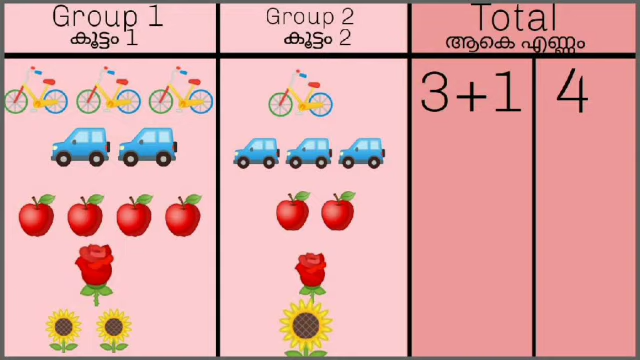 Group 1
കൂട്ടം 1
Group 2
കൂട്ടം 2
Total
ആകെ എണ്ണം
3+1
4